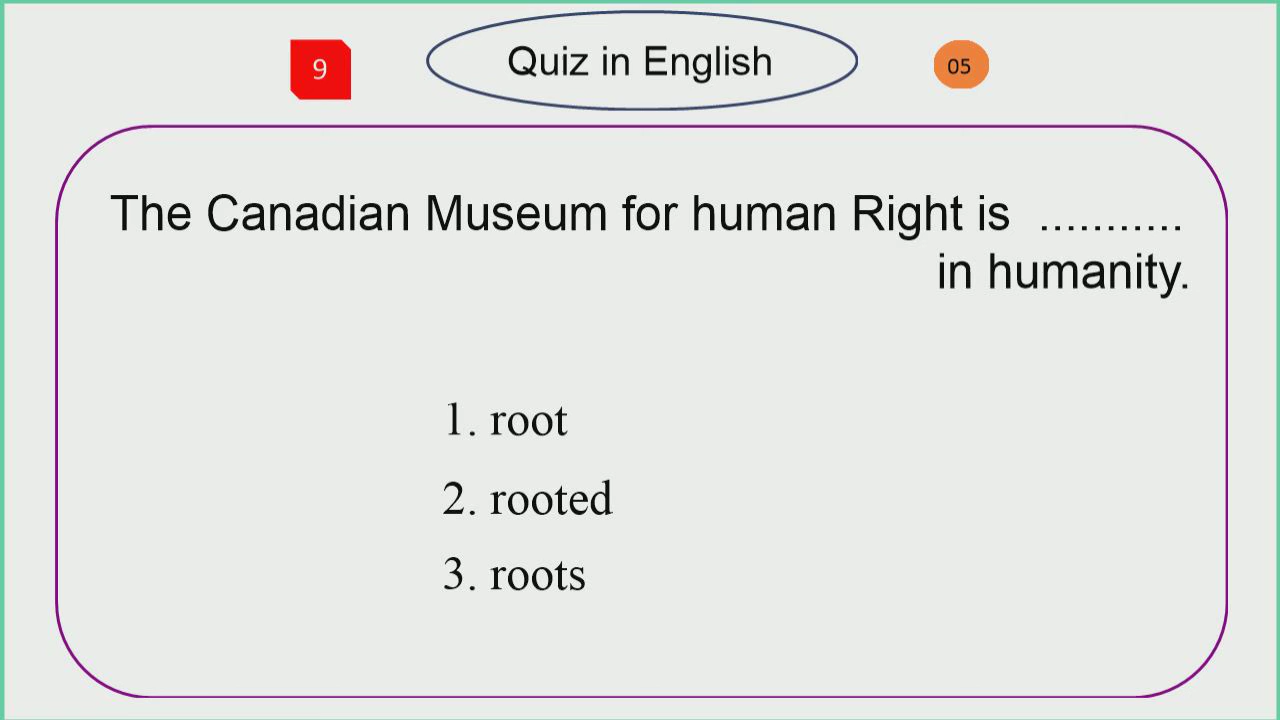 9
Quiz in English
05
The Canadian Museum for human Right is ...........
in humanity.
1. root
2. rooted
3. roots